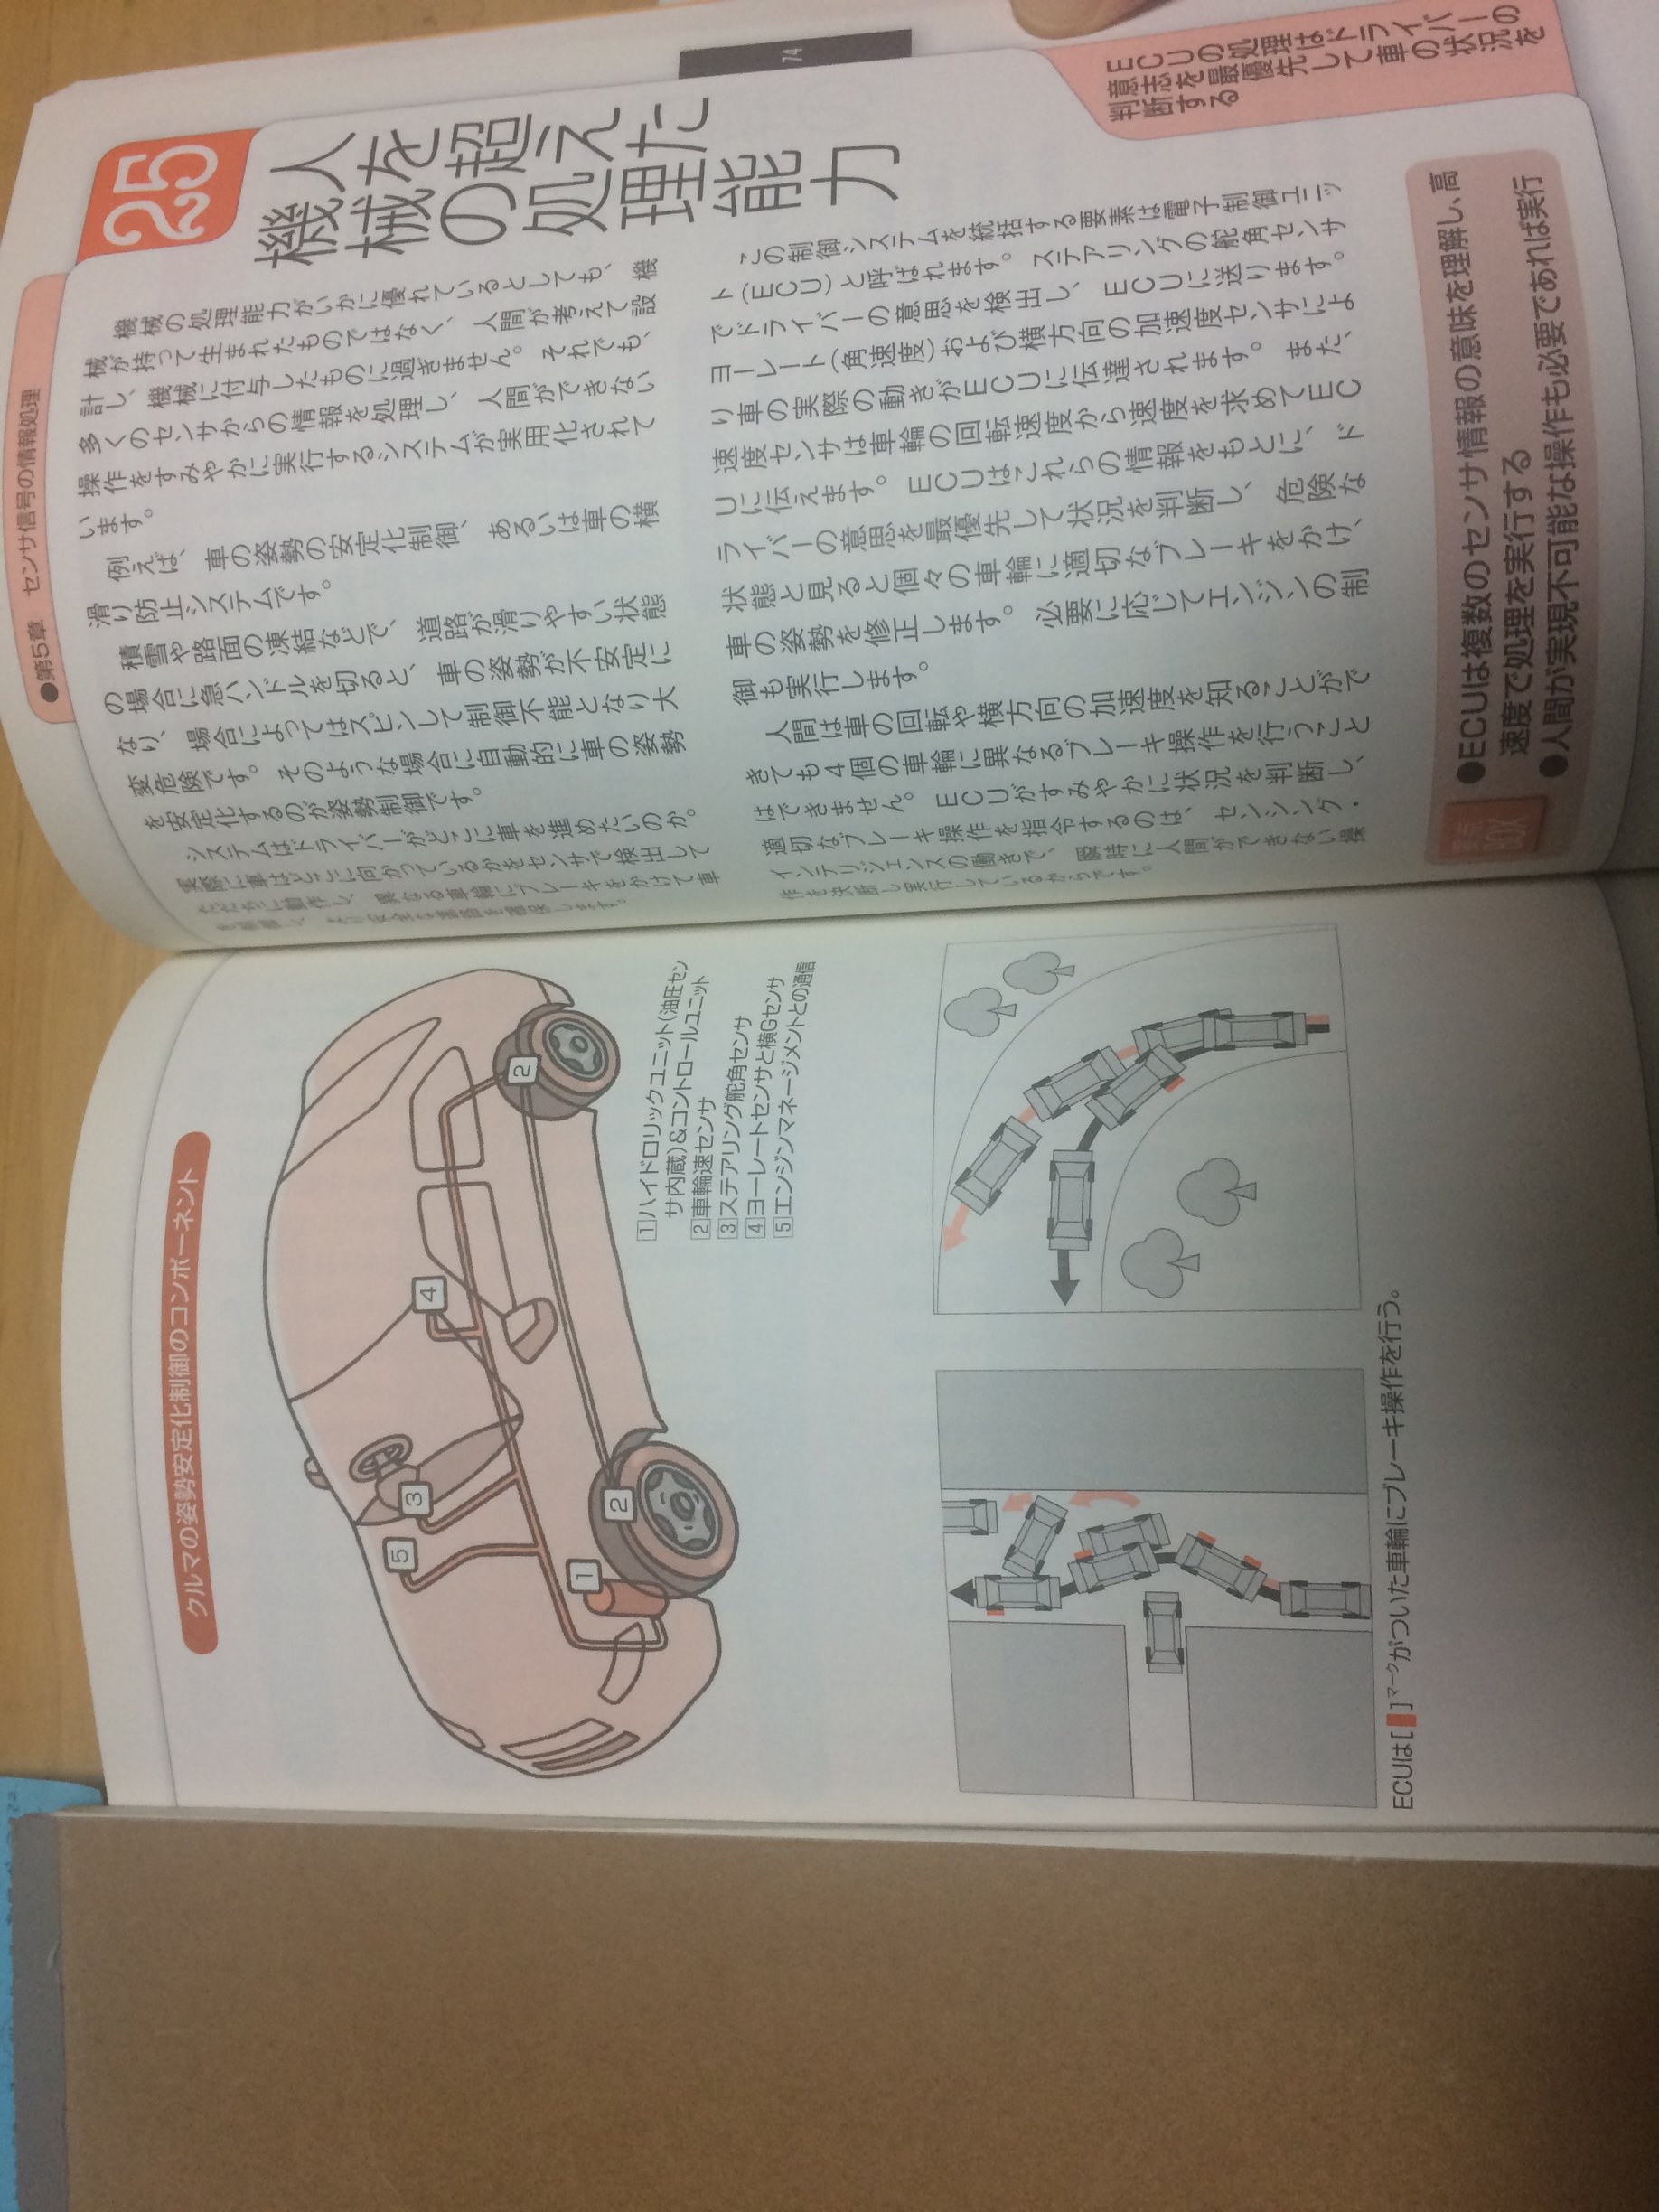 ●第5章 センサ信号の情報処理
25
人を超えた
機械の処理能力
機械の処理能力がいかに優れているとしても、機
械が持って生まれたものではなく、人間が考えて設
計し、機械に付与したものに過ぎません。それでも、
多くのセンサからの情報を処理し、人間ができない
操作をすみやかに実行するシステムが実用化されて
います。
例えば、車の姿勢の安定化制御、あるいは車の横
滑り防止システムです。
積雪や路面の凍結などで、道路が滑りやすい状態
の場合に急ハンドルを切ると、車の姿勢が不安定に
なり、場合によってはスピンして制御不能となり大
変危険です。そのような場合に自動的に車の姿勢
を安定化するのが姿勢制御です。
システムはドライバーがどこに車を進めたいのか。
実際に車はどこに向かっているかをセンサで検出して
ただちに動作し、異なる車輪にブレーキをかけて車
より安全な進路を確保します。
この制御システムを統括する要素は電子制御ユニッ
ト(ECU)と呼ばれます。ステアリングの舵角センサ
でドライバーの意思を検出し、ECUに送ります。
ヨーレート(角速度)および横方向の加速度センサによ
り車の実際の動きがECUに伝達されます。また、
速度センサは車輪の回転速度から速度を求めてEC
Uに伝えます。ECUはこれらの情報をもとに、ド
ライバーの意思を最優先して状況を判断し、危険な
状態と見ると個々の車輪に適切なブレーキをかけ、
車の姿勢を修正します。必要に応じてエンジンの制
御も実行します。
人間は車の回転や横方向の加速度を知ることがで
きても4個の車輪に異なるブレーキ操作を行うこと
はできません。ECUがすみやかに状況を判断し、
適切なブレーキ操作を指令するのは、センシング・
インテリジェンスの働きで、瞬時に人間ができない操
作を決断し実行しているからです。
74
ECUの処理はドライバーの
意志を最優先して車の状況を
判断する
要点
BOX
●ECUは複数のセンサ情報の意味を理解し、高
速度で処理を実行する
●人間が実現不可能な操作も必要であれば実行
クルマの姿勢安定化制御のコンポーネント
5
3
4
2
1
2
1ハイドロリックユニット(油圧セン
サ内蔵)&コントロールユニット
2車輪速センサ
3ステアリング舵角センサ
4ヨーレートセンサと横Gセンサ
5エンジンマネージメントとの通信
ECUは[ ]マークがついた車輪にブレーキ操作を行う。